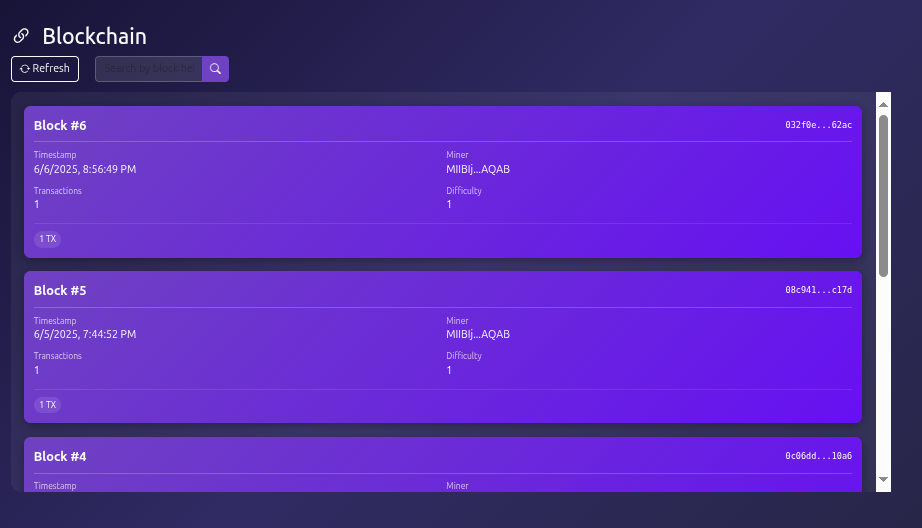 Blockchain
Refresh
Search by block he
Block #6 032f0e...62ac
Timestamp Miner
6/6/2025, 8:56:49 PM MIIBIj...AQAB
Transactions Difficulty
1 1
1 TX
Block #5 08c941...c17d
Timestamp Miner
6/5/2025, 7:44:52 PM MIIBIj...AQAB
Transactions Difficulty
1 1
1 TX
Block #4 0c06dd...10a6
Timestamp Miner